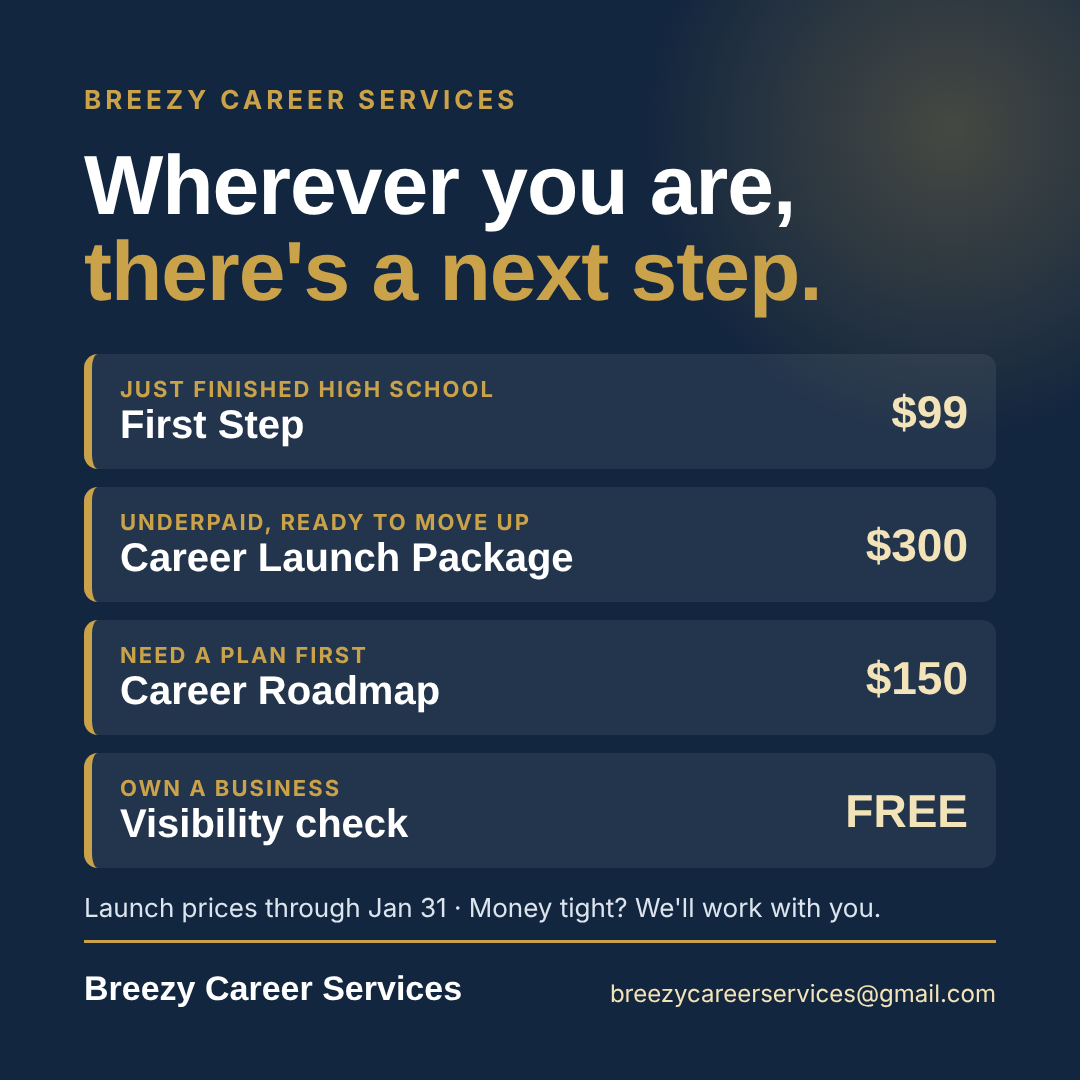 BREEZY CAREER SERVICES
Wherever you are,
there's a next step.
JUST FINISHED HIGH SCHOOL
First Step
$99
UNDERPAID, READY TO MOVE UP
Career Launch Package
$300
NEED A PLAN FIRST
Career Roadmap
$150
OWN A BUSINESS
Visibility check
FREE
Launch prices through Jan 31 · Money tight? We'll work with you.
Breezy Career Services
breezycareerservices@gmail.com